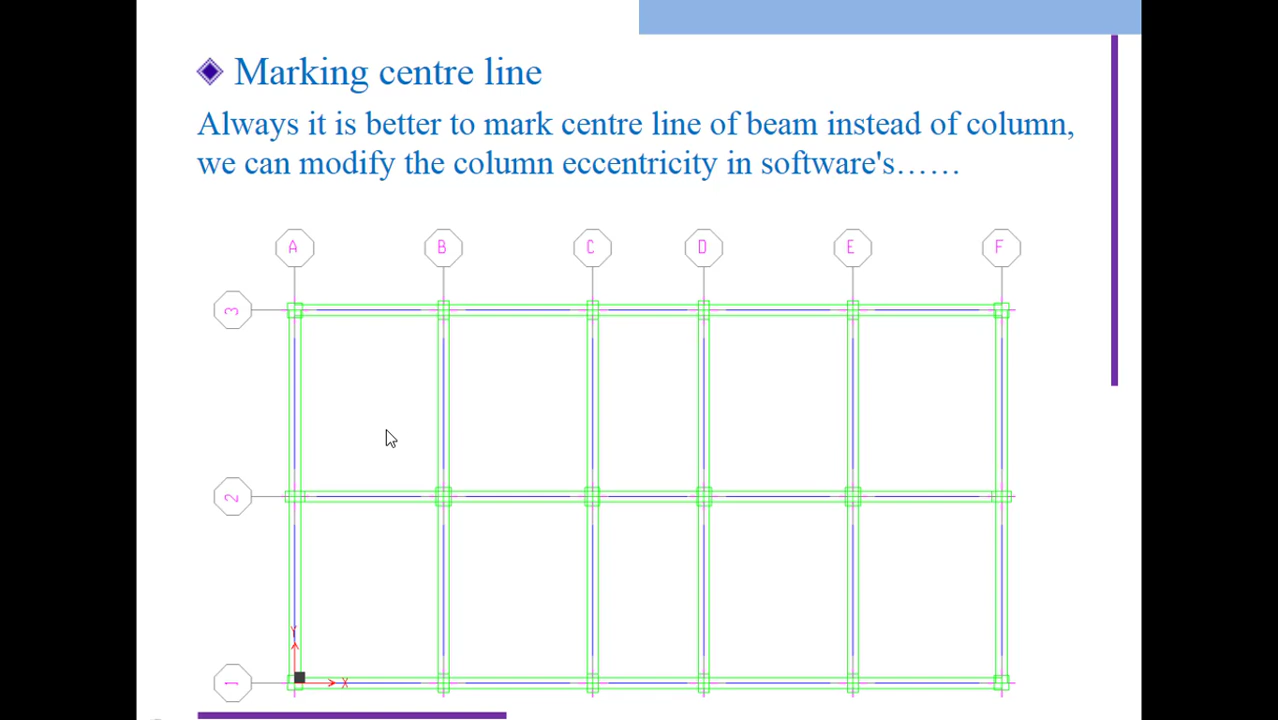 Marking centre line
Always it is better to mark centre line of beam instead of column,
we can modify the column eccentricity in software's……
A B C D E F
3
2
Y
1 X